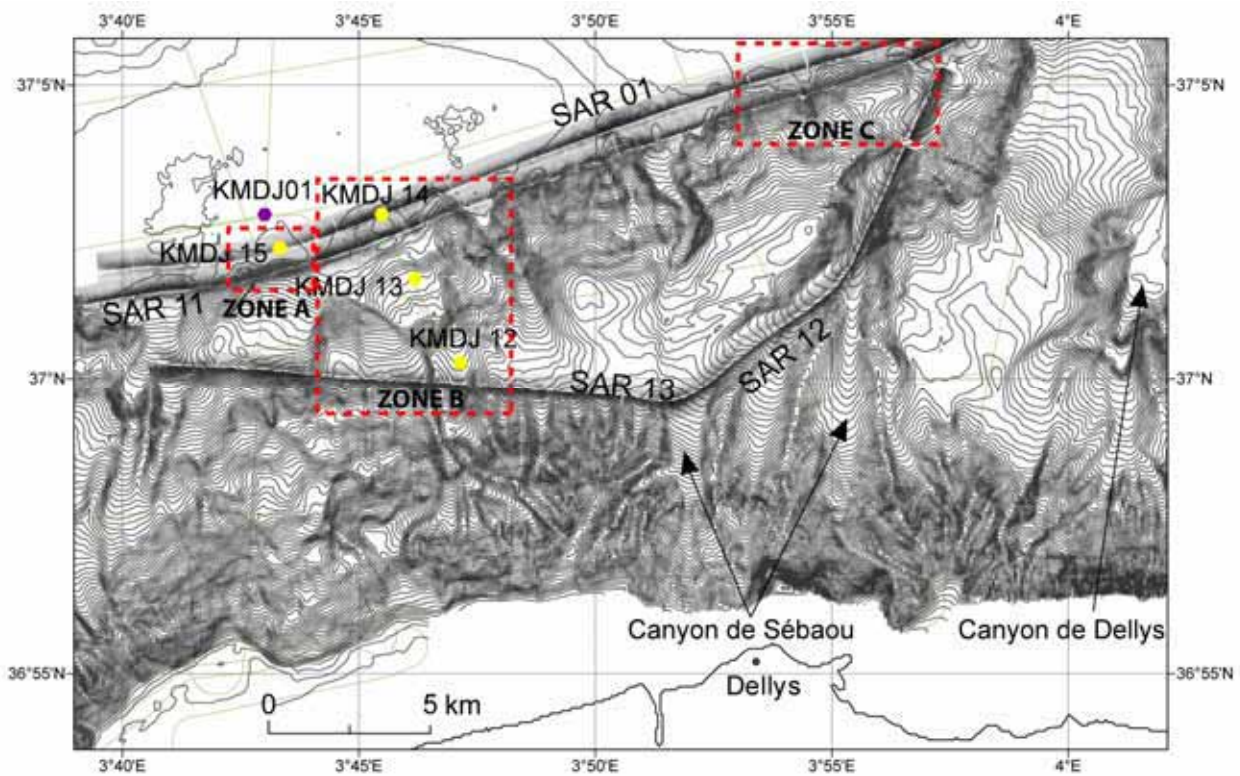 3°40'E 3°45'E 3°50'E 3°55'E 4°E
37°5'N 37°5'N
SAR 01
ZONE C
KMDJ01 KMDJ 14
KMDJ 15
KMDJ 13
SAR 11 ZONE A
KMDJ 12
SAR 12
37°N 37°N
SAR 13
ZONE B
Canyon de Sébaou Canyon de Dellys
36°55'N 36°55'N
Dellys
0 5 km
3°40'E 3°45'E 3°50'E 3°55'E 4°E